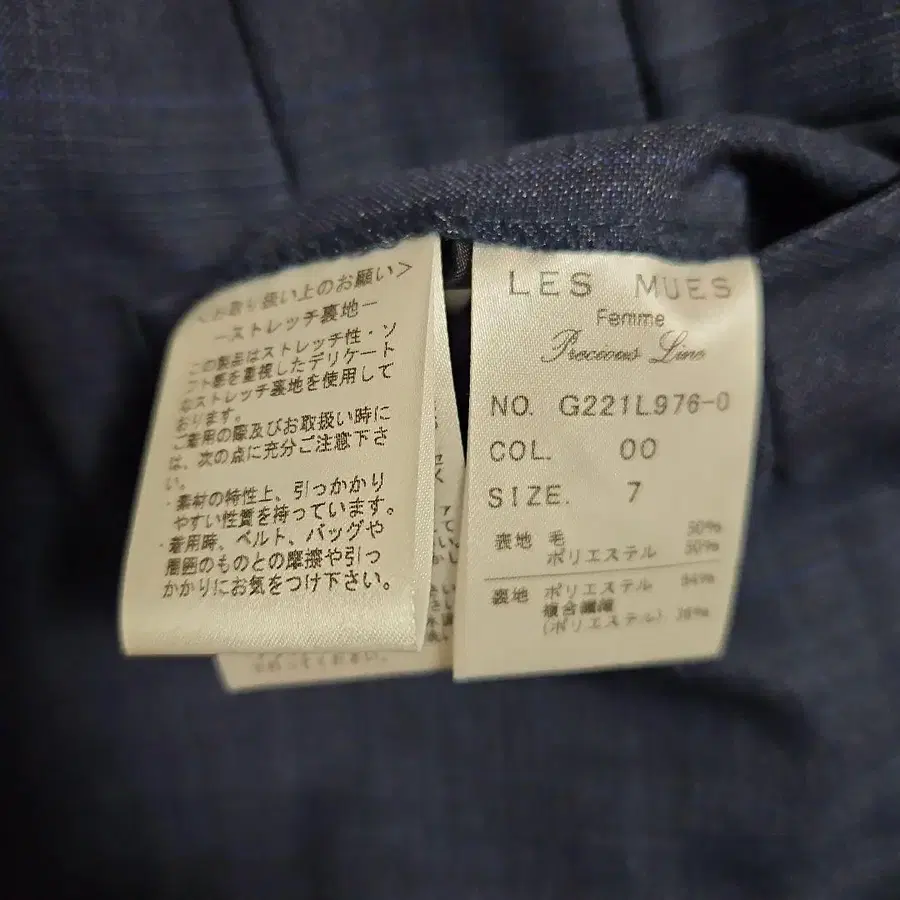 <お取り扱い上のお願い>
―ストレッチ裏地―
この製品はストレッチ性・ソ
フト感を重視したデリケート
なストレッチ裏地を使用して
おります。
ご着用の際及びお取扱い時に
は、次の点に充分ご注意下さ
い。
・素材の特性上、引っかかり
やすい性質を持っています。
・着用時、ベルト、バッグや
周囲のものとの摩擦や引っ
かかりにお気をつけ下さい。
LES MUES
Femme
Precious Line
NO. G221L976-0
COL. 00
SIZE. 7
表地 毛 50%
ポリエステル 50%
裏地 ポリエステル
複合繊維
(ポリエステル)